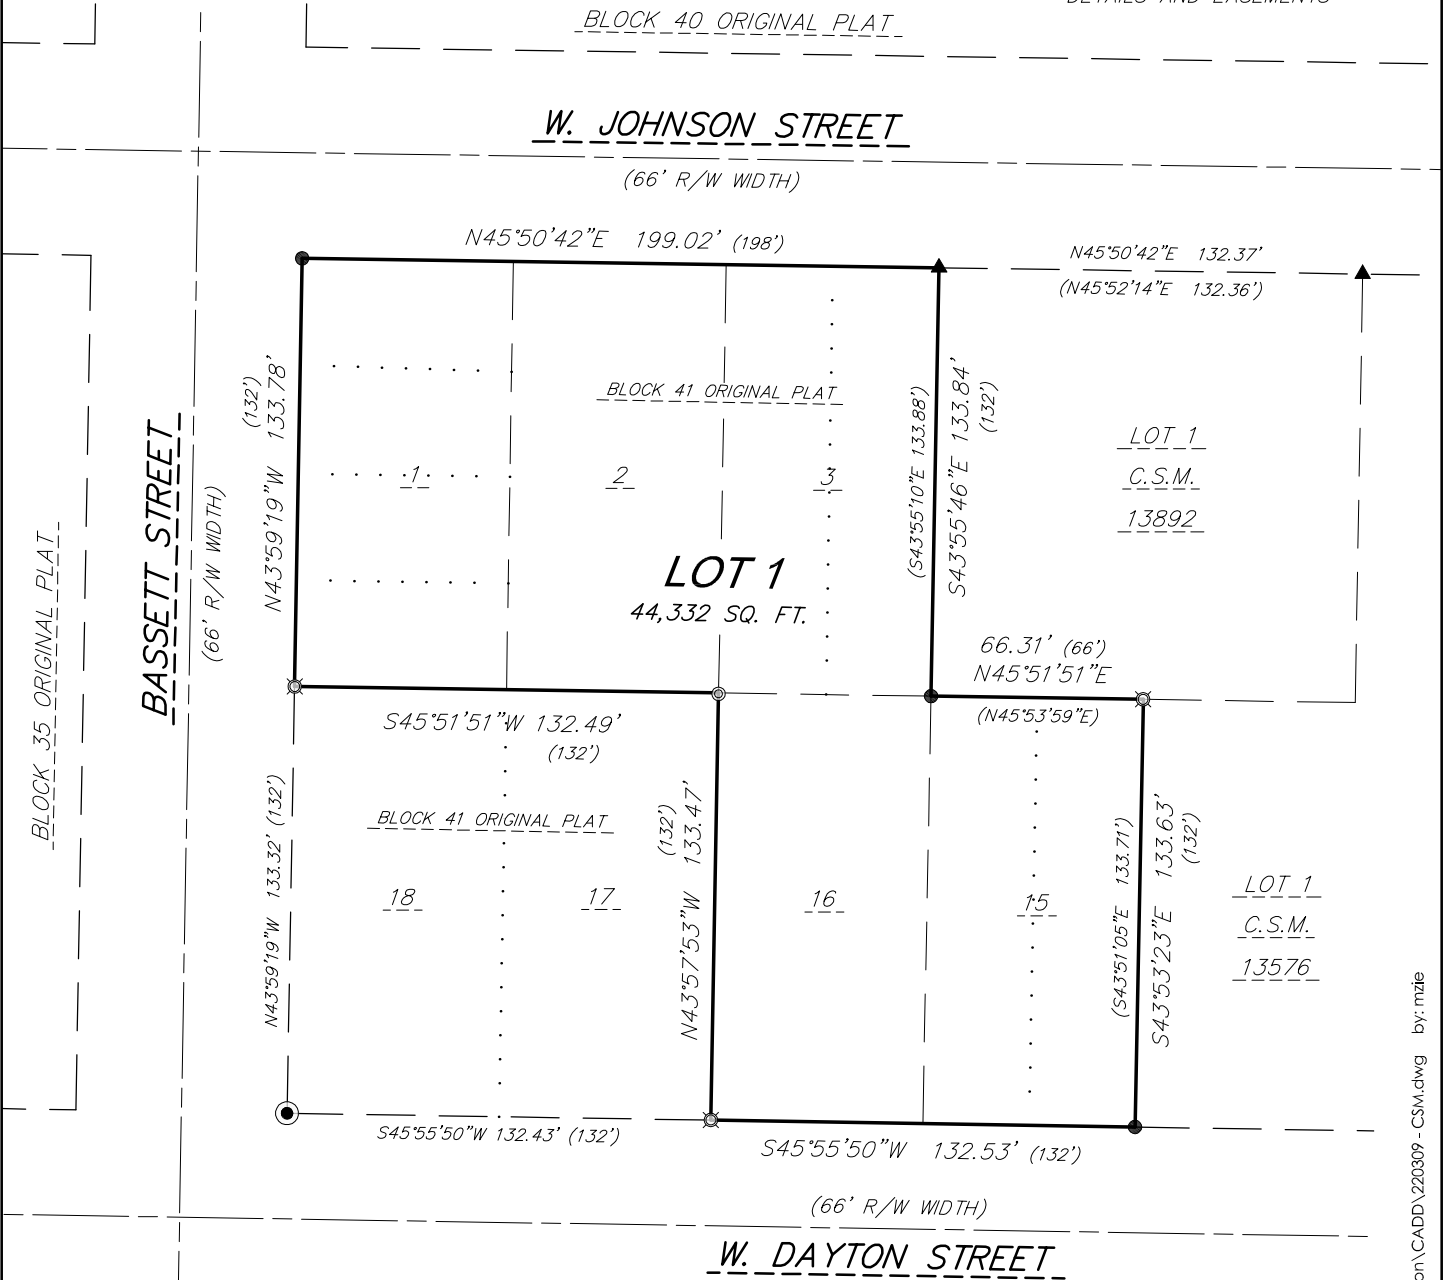 BLOCK 40 ORIGINAL PLAT
W. JOHNSON STREET
(66' R/W WIDTH)
N45°50'42"E 199.02' (198')
N45°50'42"E 132.37'
(N45°52'14"E 132.36')
BASSETT STREET
(66' R/W WIDTH)
BLOCK 35 ORIGINAL PLAT
N43°59'19"W 133.78'
(132')
BLOCK 41 ORIGINAL PLAT
1
2
3
LOT 1
44,332 SQ. FT.
(S43°55'10"E 133.88')
S43°55'46"E 133.84'
(132')
LOT 1
C.S.M.
13892
66.31' (66')
N45°51'51"E
(N45°53'59"E)
S45°51'51"W 132.49'
(132')
N43°59'19"W 133.32' (132')
BLOCK 41 ORIGINAL PLAT
18
17
16
15
(132')
N43°57'53"W 133.47'
(S43°51'05"E 133.71')
S43°53'23"E 133.63'
(132')
LOT 1
C.S.M.
13576
S45°55'50"W 132.43' (132')
S45°55'50"W 132.53' (132')
(66' R/W WIDTH)
W. DAYTON STREET
on\CADD\220309 - CSM.dwg by: mzie